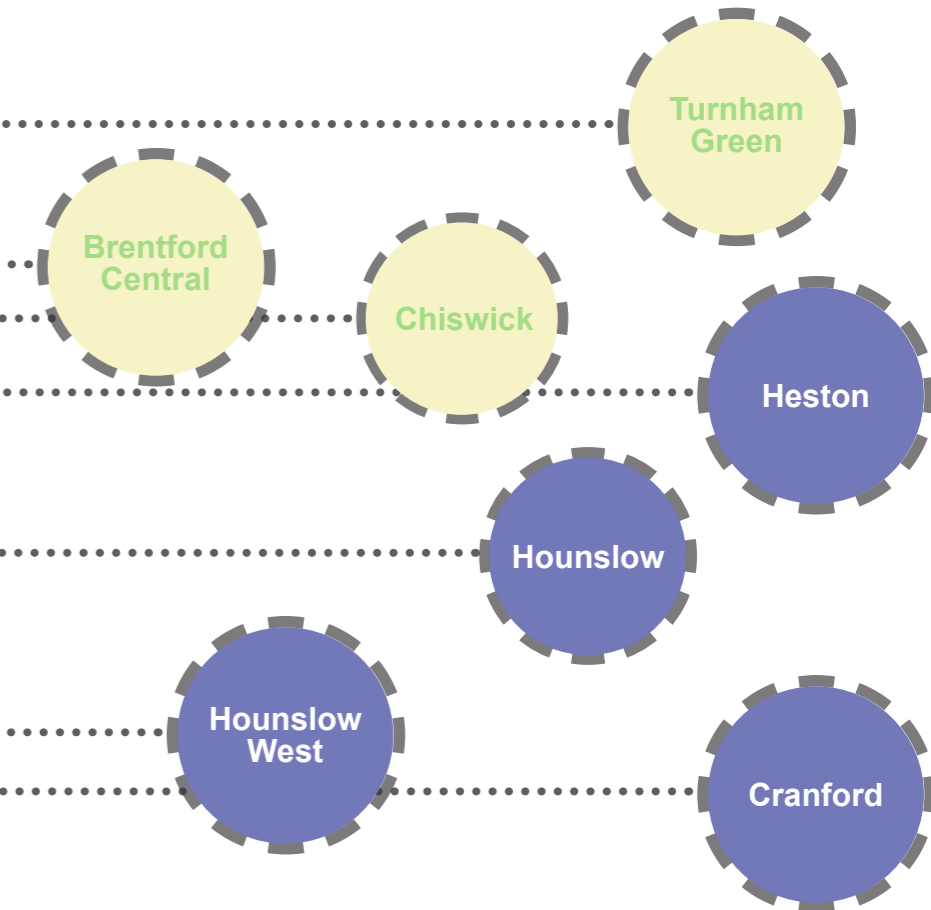 Turnham
Green
Brentford
Central
Chiswick
Heston
Hounslow
Hounslow
West
Cranford